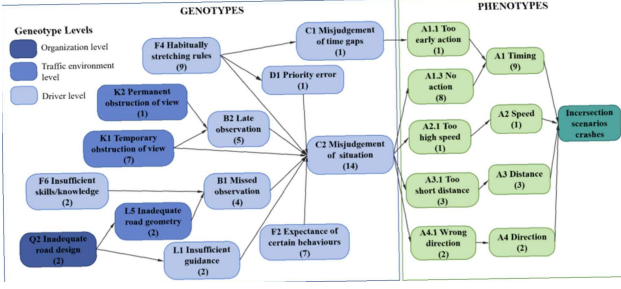 GENOTYPES
PHENOTYPES
Geneotype Levels
Organization level
Traffic environment
level
Driver level
F4 Habitually
stretching rules
(9)
C1 Misjudgement
of time gaps
(1)
D1 Priority error
(1)
K2 Permanent
obstruction of view
(1)
B2 Late
observation
(5)
K1 Temporary
obstruction of view
(7)
C2 Misjudgement
of situation
(14)
F6 Insufficient
skills/knowledge
(2)
B1 Missed
observation
(4)
L5 Inadequate
road geometry
(2)
Q2 Inadequate
road design
(2)
L1 Insufficient
guidance
(2)
F2 Expectance of
certain behaviours
(7)
A1.1 Too
early action
(1)
A1 Timing
(9)
A1.3 No
action
(8)
A2.1 Too
high speed
(1)
A2 Speed
(1)
Incersection
scenarios
crashes
A3.1 Too
short distance
(3)
A3 Distance
(3)
A4.1 Wrong
direction
(2)
A4 Direction
(2)